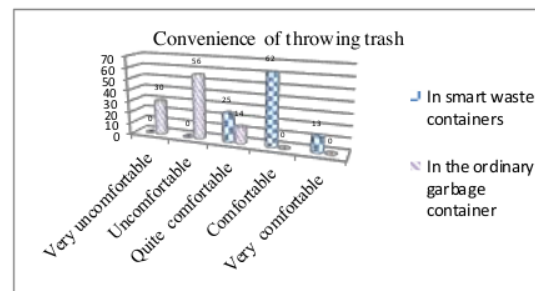 Convenience of throwing trash
70
60
50
40
30
20
10
0
0
30
0
56
25
14
62
0
13
0
Very uncomfortable
Uncomfortable
Quite comfortable
Comfortable
Very comfortable
In smart waste
containers
In the ordinary
garbage
container